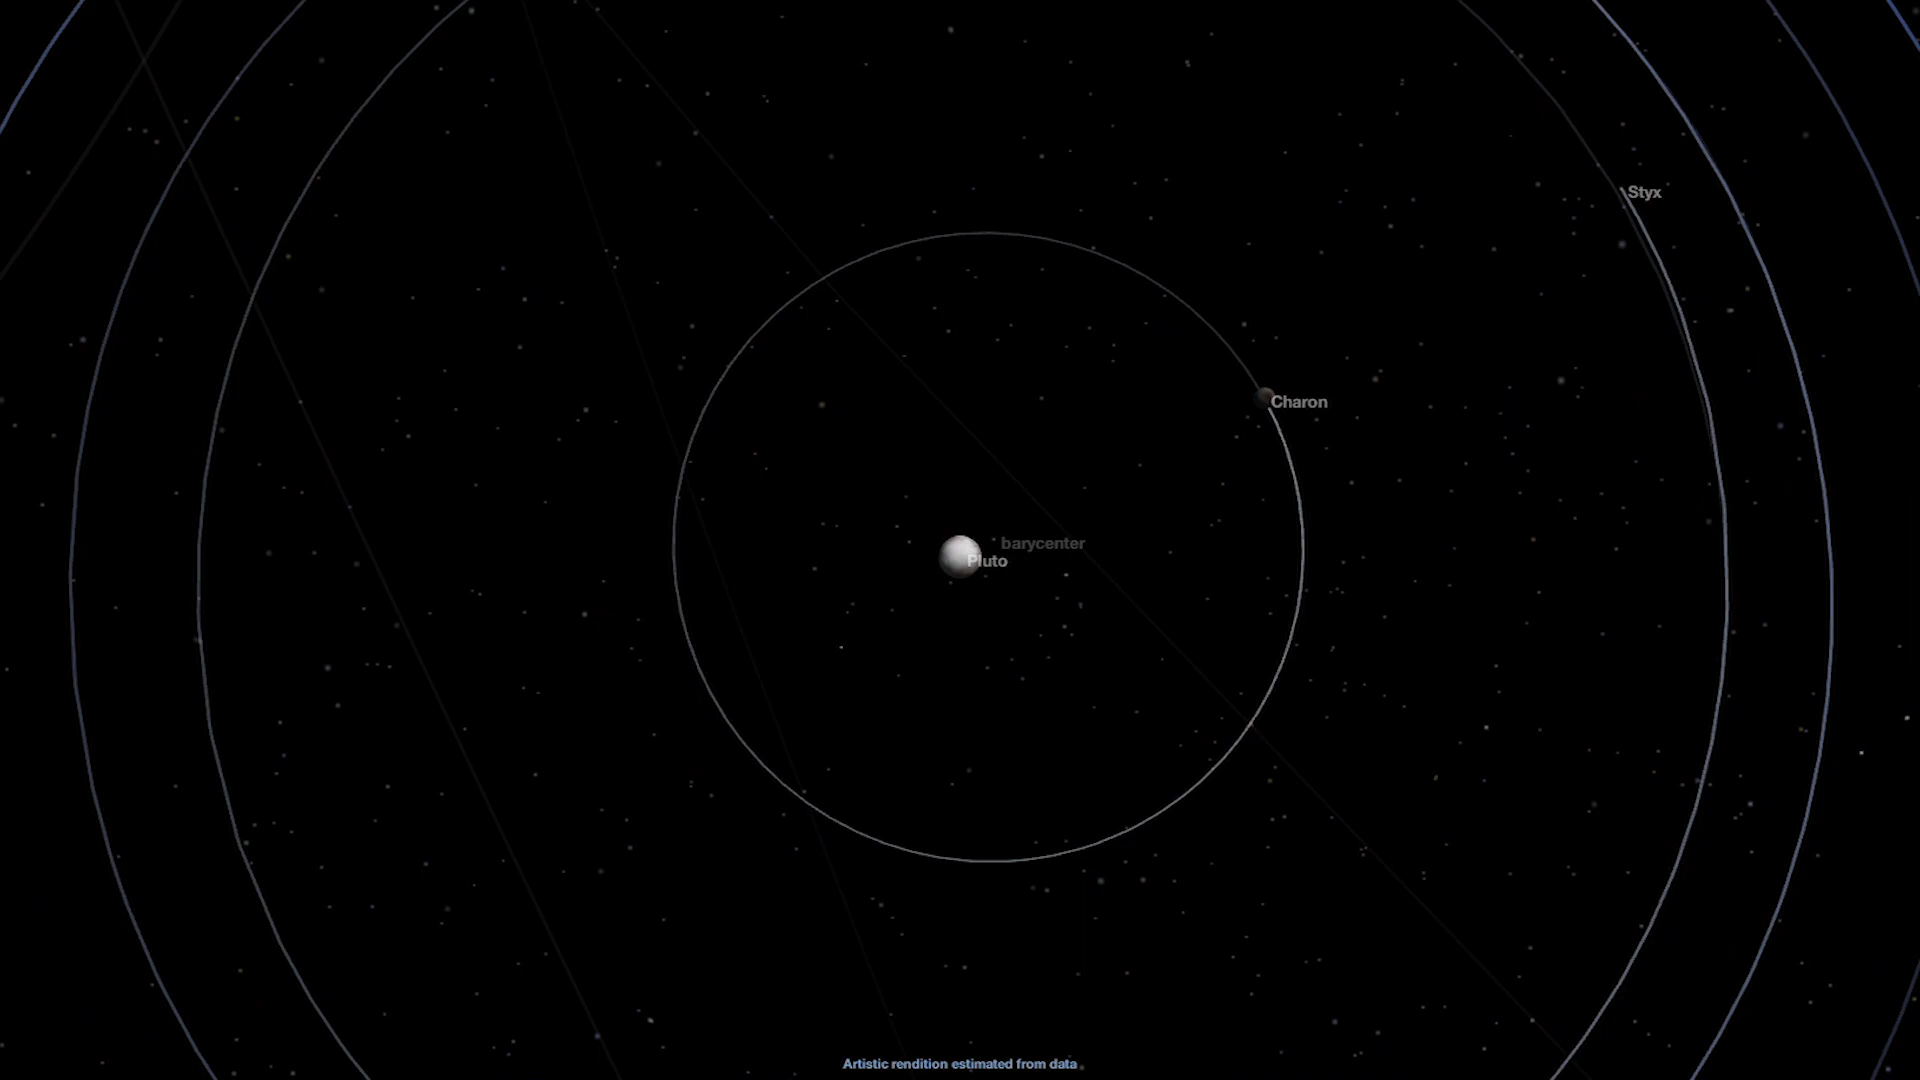 Styx
Charon
barycenter
Pluto
Artistic rendition estimated from data